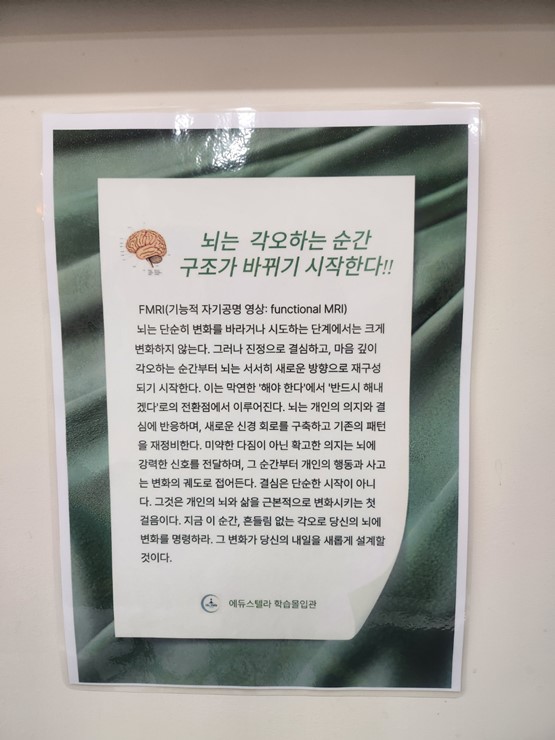 뇌는 각오하는 순간
구조가 바뀌기 시작한다!!
FMRI(기능적 자기공명 영상: functional MRI)
뇌는 단순히 변화를 바라거나 시도하는 단계에서는 크게
변화하지 않는다. 그러나 진정으로 결심하고, 마음 깊이
각오하는 순간부터 뇌는 서서히 새로운 방향으로 재구성
되기 시작한다. 이는 막연한 '해야 한다'에서 '반드시 해내
겠다'로의 전환점에서 이루어진다. 뇌는 개인의 의지와 결
심에 반응하며, 새로운 신경 회로를 구축하고 기존의 패턴
을 재정비한다. 미약한 다짐이 아닌 확고한 의지는 뇌에
강력한 신호를 전달하며, 그 순간부터 개인의 행동과 사고
는 변화의 궤도로 접어든다. 결심은 단순한 시작이 아니
다. 그것은 개인의 뇌와 삶을 근본적으로 변화시키는 첫
걸음이다. 지금 이 순간, 흔들림 없는 각오로 당신의 뇌에
변화를 명령하라. 그 변화가 당신의 내일을 새롭게 설계할
것이다.
에듀스텔라 학습몰입관